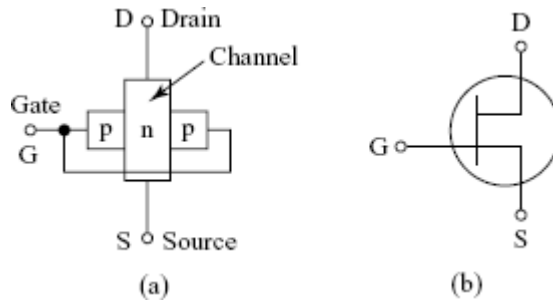 D Drain
Channel
Gate
G
p n p
S Source
(a)
D
G
S
(b)